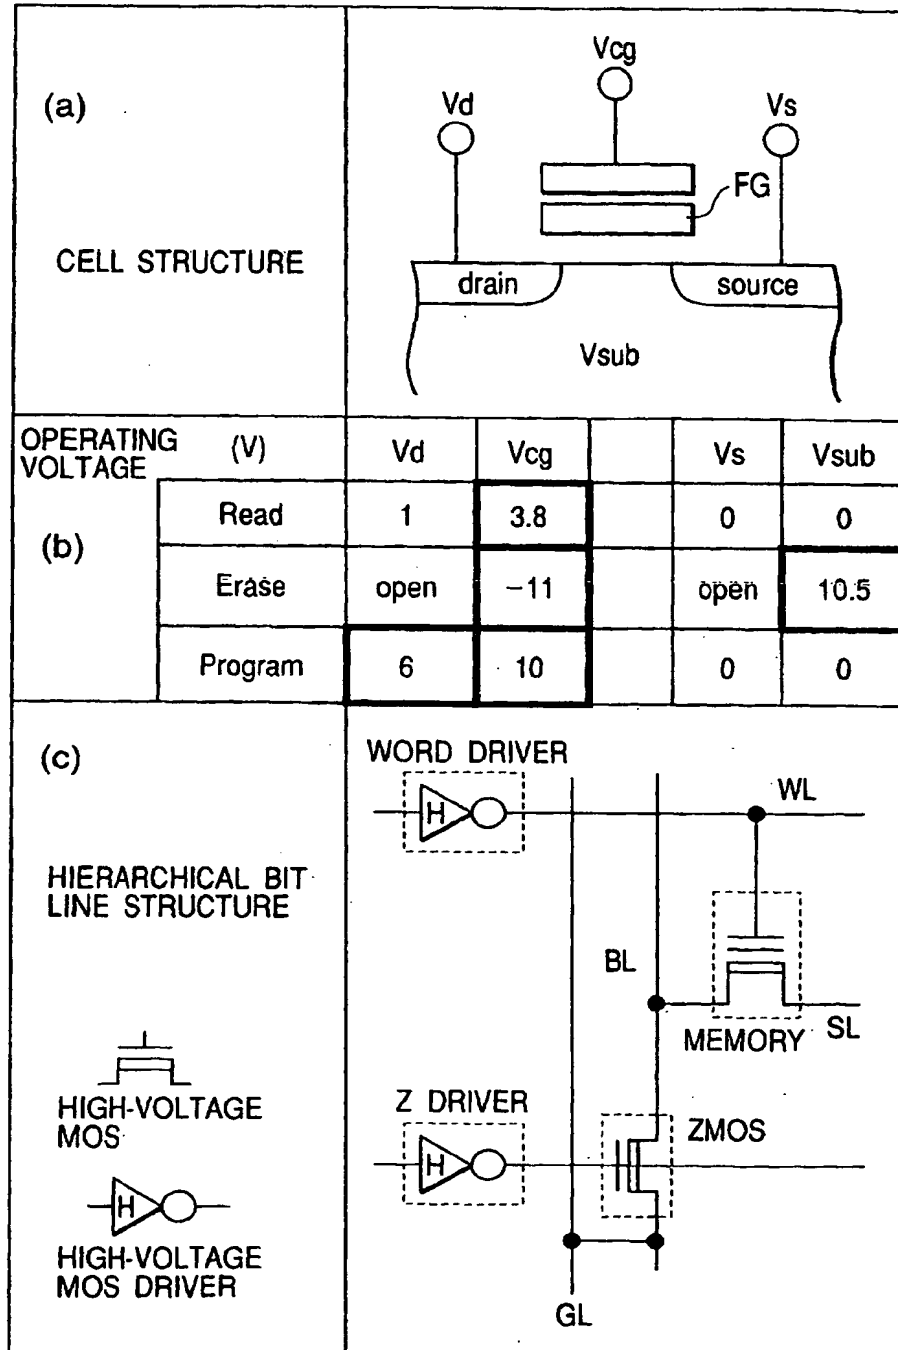 (a)
CELL STRUCTURE
Vcg
Vd
Vs
FG
drain
source
Vsub
OPERATING VOLTAGE (V) Vd Vcg Vs Vsub
(b)
Read 1 3.8 0 0
Erase open −11 open 10.5
Program 6 10 0 0
(c)
HIERARCHICAL BIT
LINE STRUCTURE
HIGH-VOLTAGE
MOS
H
HIGH-VOLTAGE
MOS DRIVER
WORD DRIVER
H
WL
BL
MEMORY
SL
Z DRIVER
H
ZMOS
GL